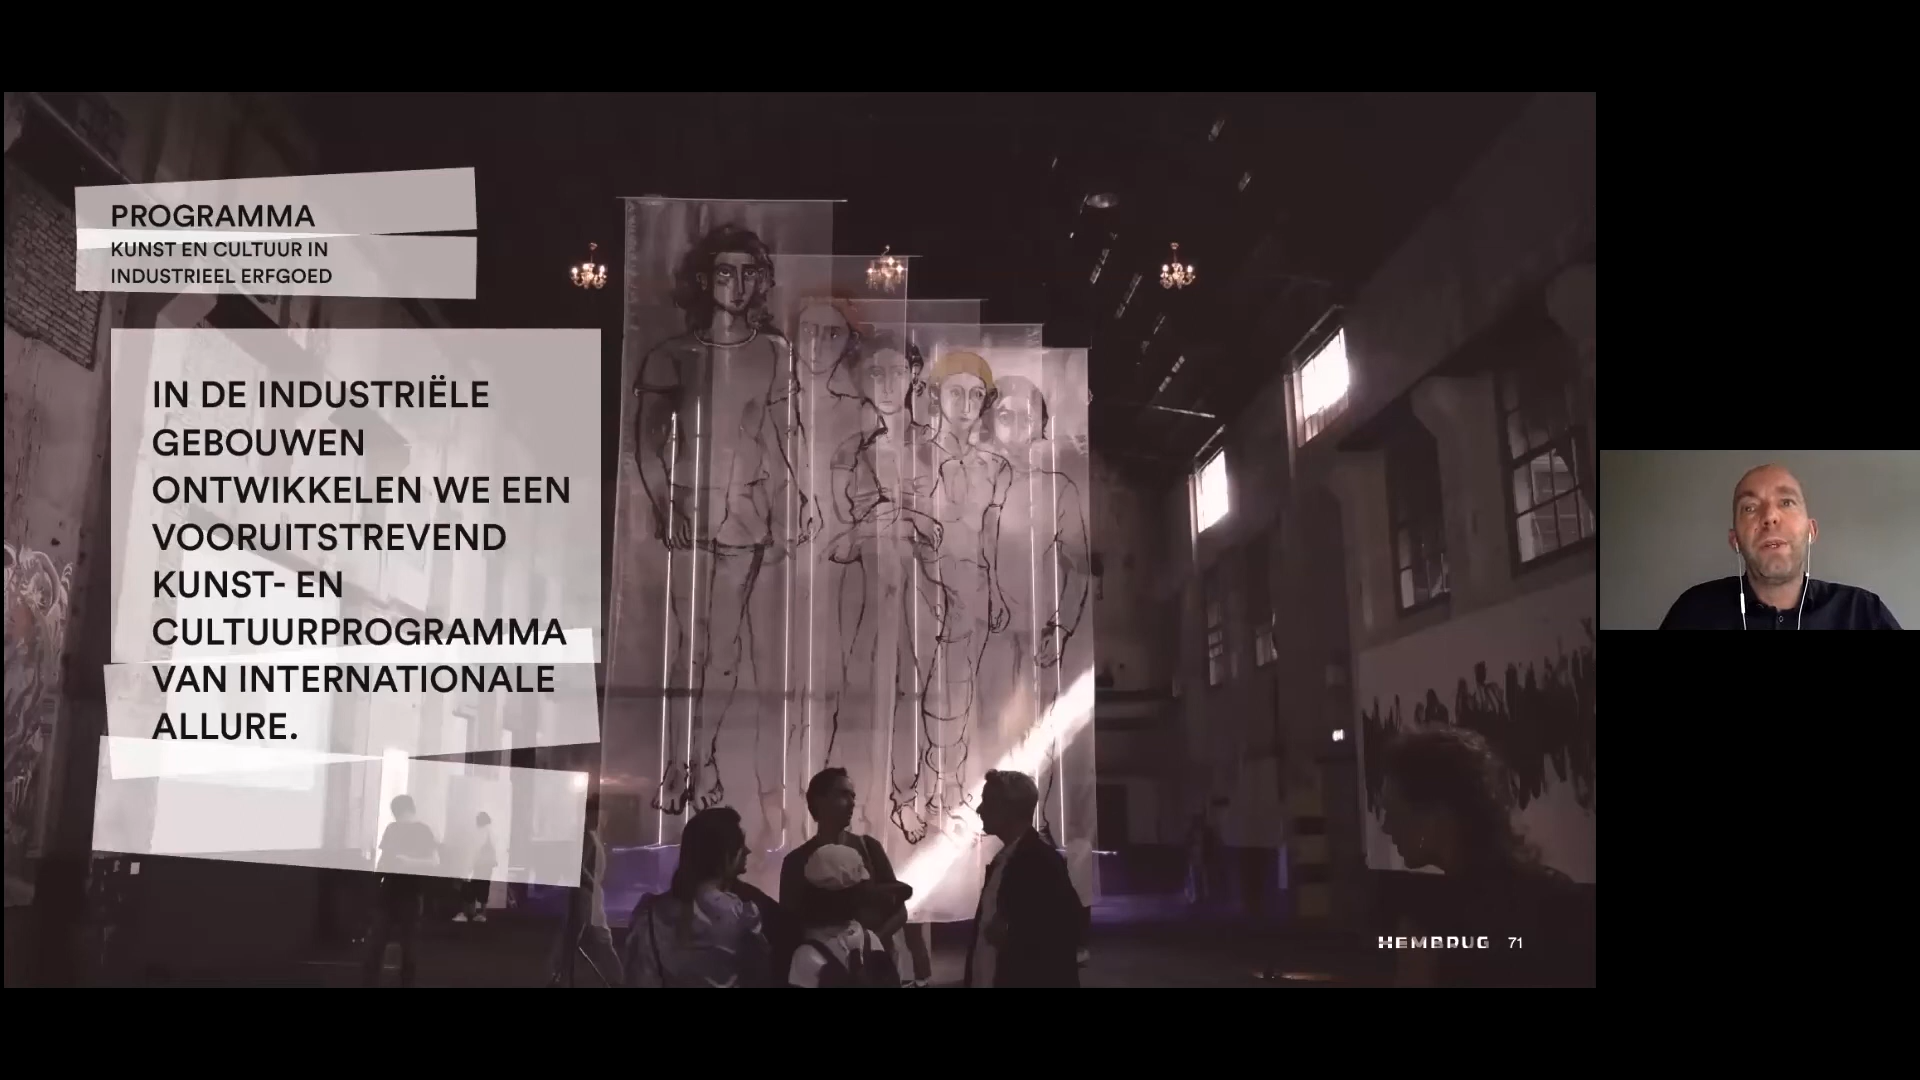 PROGRAMMA
KUNST EN CULTUUR IN
INDUSTRIEEL ERFGOED
IN DE INDUSTRIËLE
GEBOUWEN
ONTWIKKELEN WE EEN
VOORUITSTREVEND
KUNST- EN
CULTUURPROGRAMMA
VAN INTERNATIONALE
ALLURE.
HEMBRUG 71